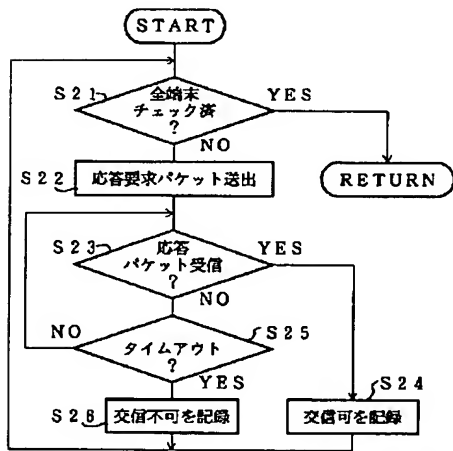 START
S21
全端末
チェック済
?
YES
NO
S22
応答要求パケット送出
RETURN
S23
応答
パケット受信
?
YES
NO
NO
S25
タイムアウト
?
YES
S24
S26
交信不可を記録
交信可を記録